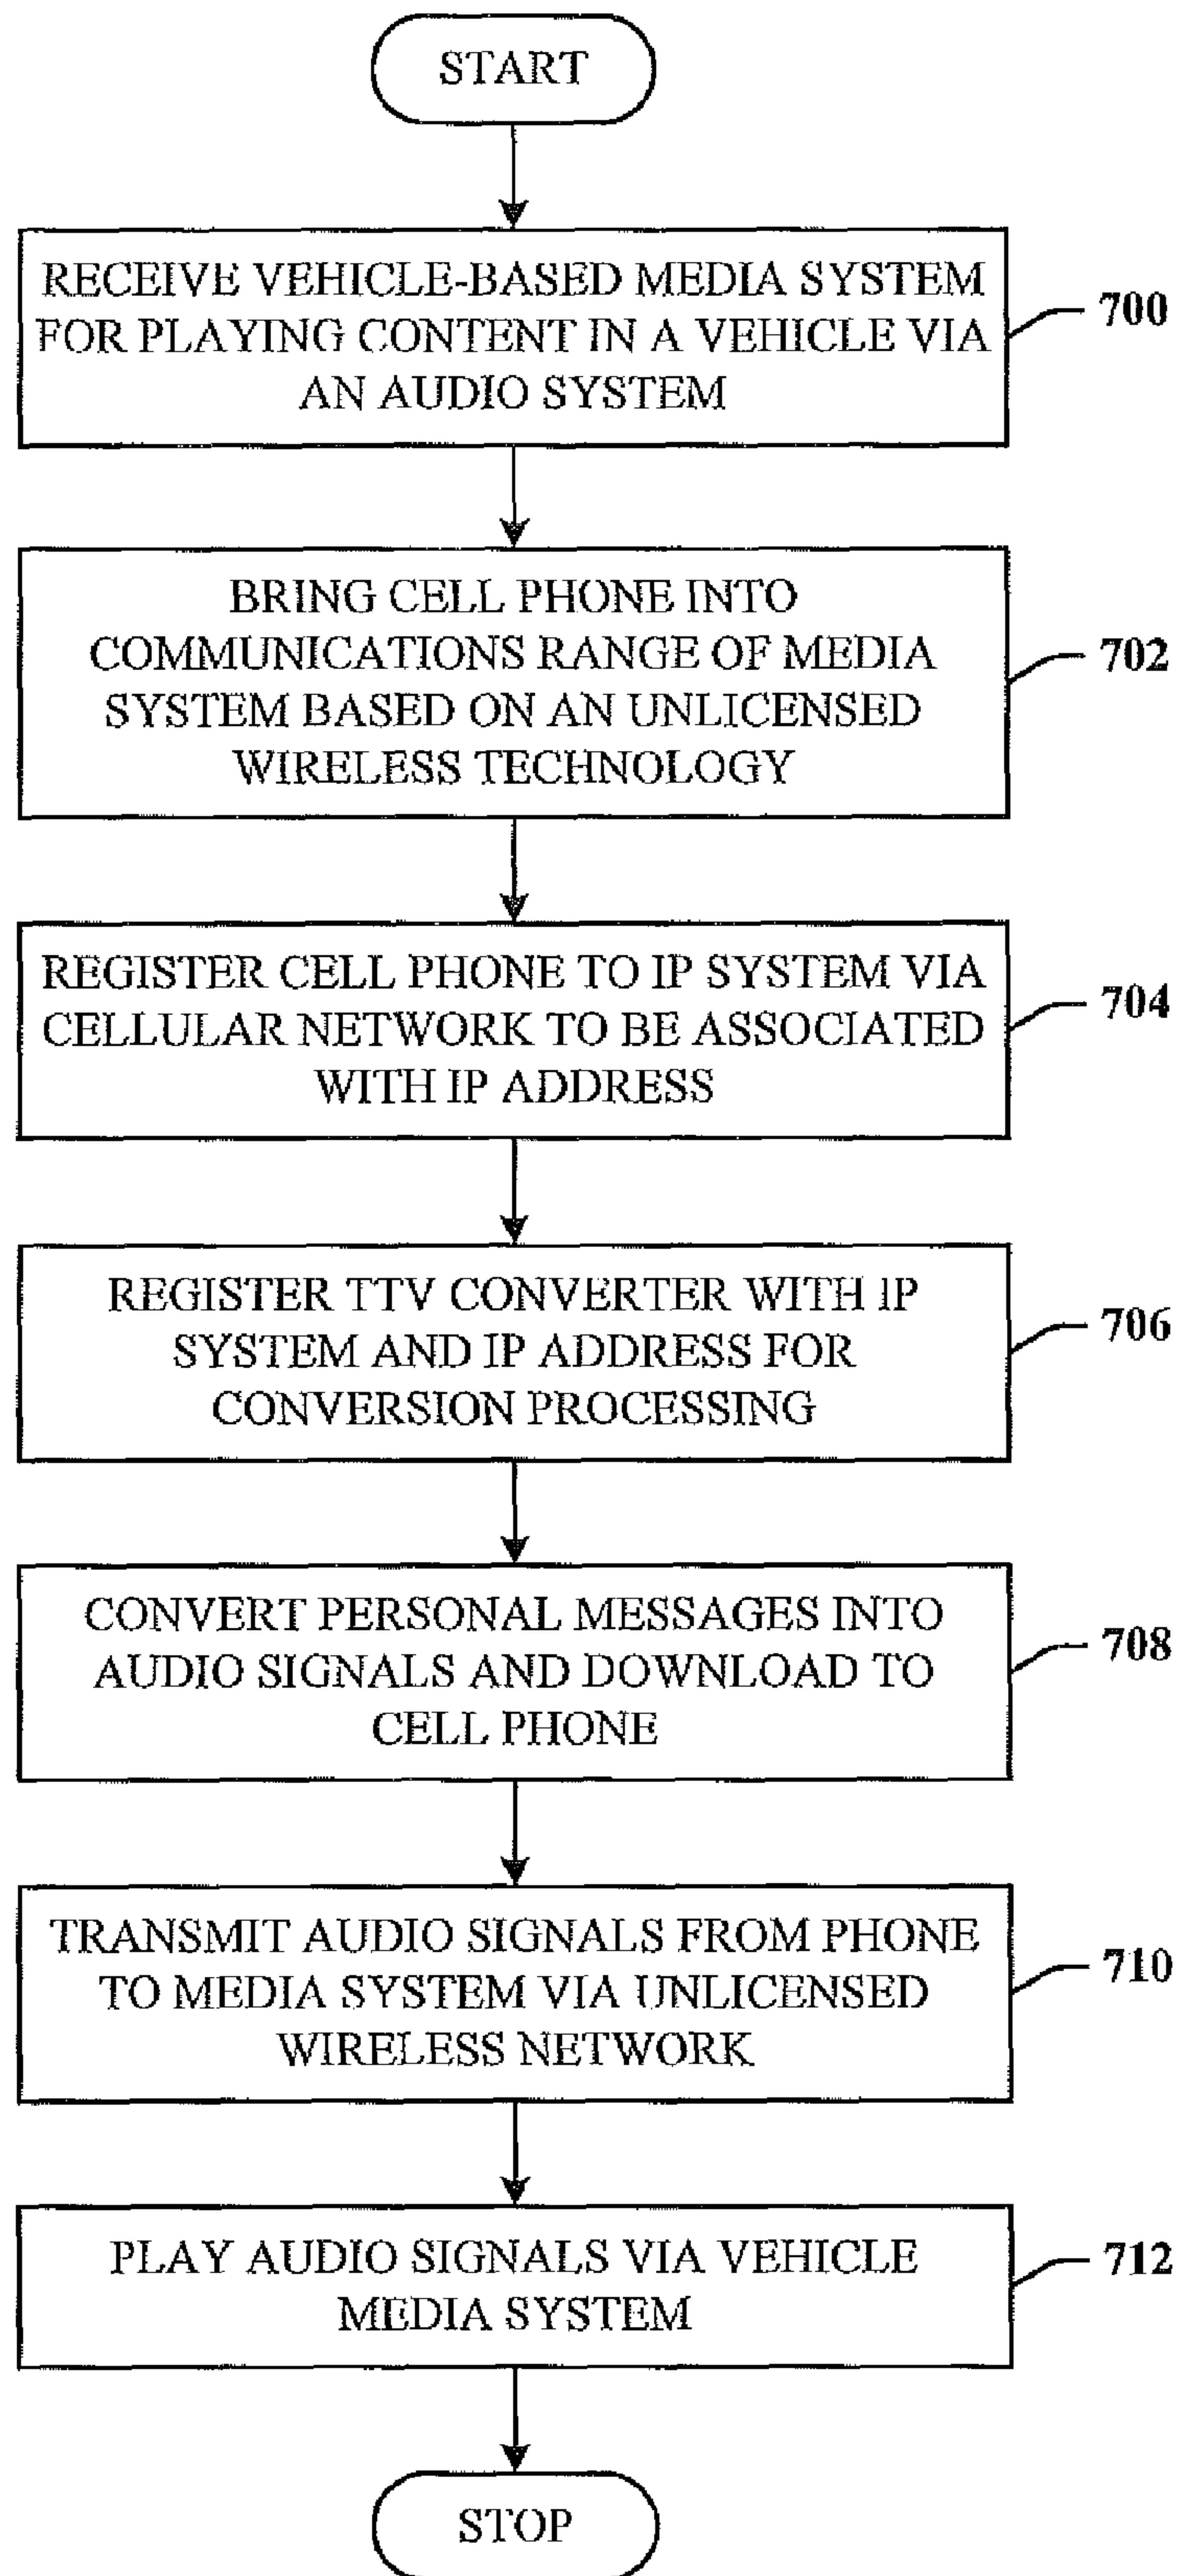 START
RECEIVE VEHICLE-BASED MEDIA SYSTEM
FOR PLAYING CONTENT IN A VEHICLE VIA
AN AUDIO SYSTEM
700
BRING CELL PHONE INTO
COMMUNICATIONS RANGE OF MEDIA
SYSTEM BASED ON AN UNLICENSED
WIRELESS TECHNOLOGY
702
REGISTER CELL PHONE TO IP SYSTEM VIA
CELLULAR NETWORK TO BE ASSOCIATED
WITH IP ADDRESS
704
REGISTER TTV CONVERTER WITH IP
SYSTEM AND IP ADDRESS FOR
CONVERSION PROCESSING
706
CONVERT PERSONAL MESSAGES INTO
AUDIO SIGNALS AND DOWNLOAD TO
CELL PHONE
708
TRANSMIT AUDIO SIGNALS FROM PHONE
TO MEDIA SYSTEM VIA UNLICENSED
WIRELESS NETWORK
710
PLAY AUDIO SIGNALS VIA VEHICLE
MEDIA SYSTEM
712
STOP